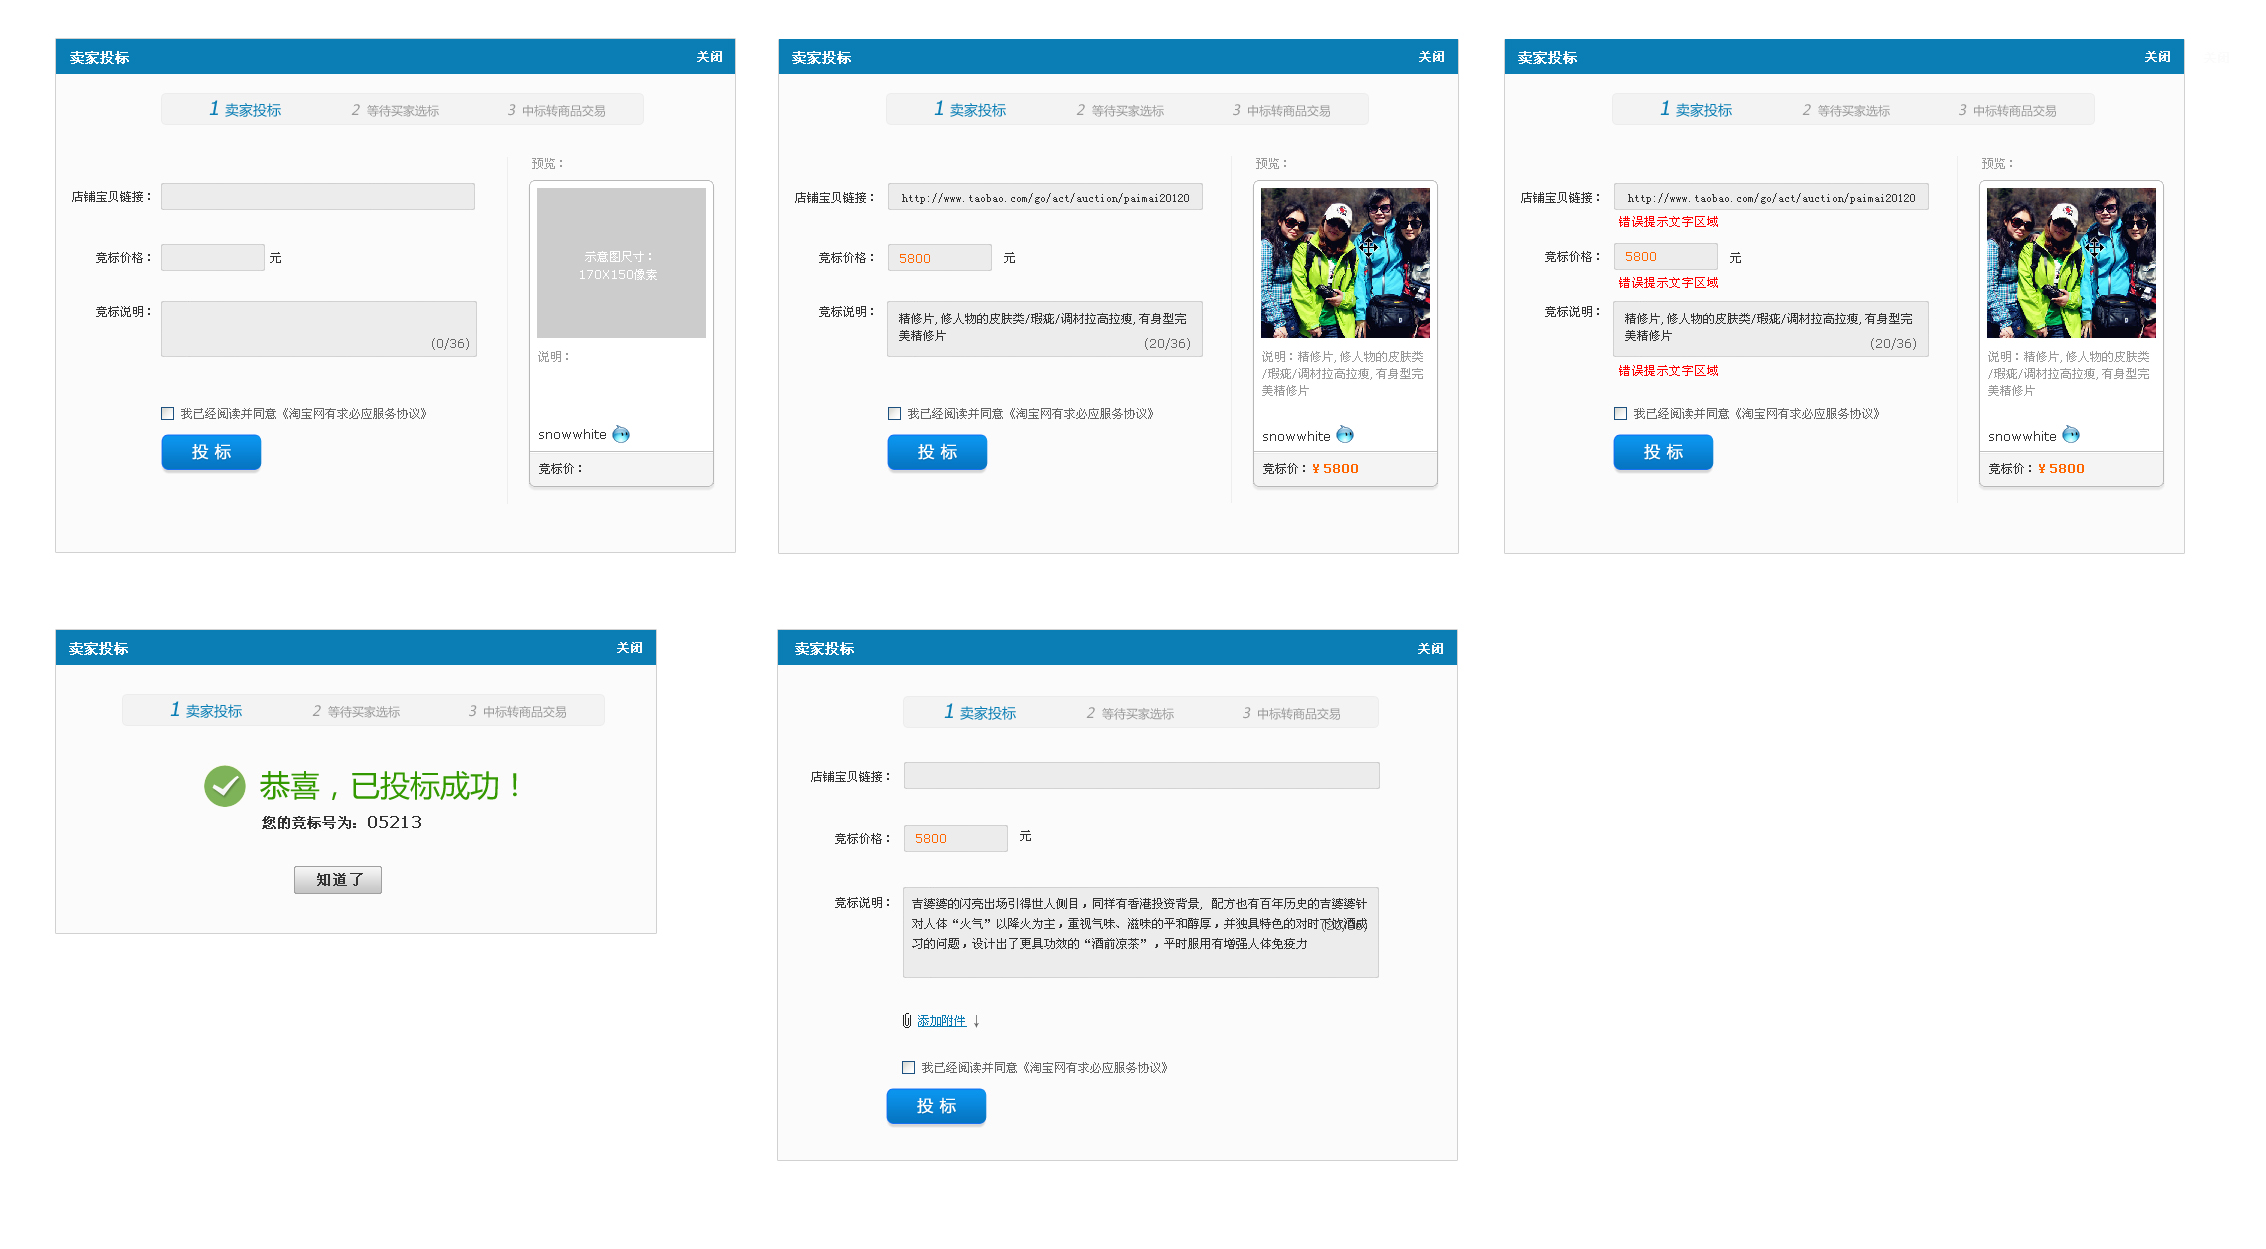 卖家投标 关闭
1 卖家投标 2 等待买家选标 3 中标转商品交易
预览：
店铺宝贝链接：
示意图尺寸：
170X150像素
竞标价格： 元
竞标说明：
(0/36)
说明：
我已经阅读并同意《淘宝网有求必应服务协议》
snowwhite
投 标
竞标价：
卖家投标 关闭
1 卖家投标 2 等待买家选标 3 中标转商品交易
预览：
店铺宝贝链接： http://www.taobao.com/go/act/auction/paimai20120
竞标价格： 5800 元
竞标说明： 精修片, 修人物的皮肤类/瑕疵/调材拉高拉瘦, 有身型完
美精修片
(20/36)
说明：精修片, 修人物的皮肤类
/瑕疵/调材拉高拉瘦, 有身型完
美精修片
我已经阅读并同意《淘宝网有求必应服务协议》
snowwhite
投 标
竞标价：¥ 5800
卖家投标 关闭
1 卖家投标 2 等待买家选标 3 中标转商品交易
预览：
店铺宝贝链接： http://www.taobao.com/go/act/auction/paimai20120
错误提示文字区域
竞标价格： 5800 元
错误提示文字区域
竞标说明： 精修片, 修人物的皮肤类/瑕疵/调材拉高拉瘦, 有身型完
美精修片
(20/36)
错误提示文字区域
说明：精修片, 修人物的皮肤类
/瑕疵/调材拉高拉瘦, 有身型完
美精修片
我已经阅读并同意《淘宝网有求必应服务协议》
snowwhite
投 标
竞标价：¥ 5800
卖家投标 关闭
1 卖家投标 2 等待买家选标 3 中标转商品交易
恭喜，已投标成功！
您的竞标号为：05213
知道了
卖家投标 关闭
1 卖家投标 2 等待买家选标 3 中标转商品交易
店铺宝贝链接：
竞标价格： 5800 元
竞标说明： 吉婆婆的闪亮出场引得世人侧目，同样有香港投资背景, 配方也有百年历史的吉婆婆针
对人体“火气”以降火为主，重视气味、滋味的平和醇厚，并独具特色的对时
习的问题，设计出了更具功效的“酒前凉茶”，平时服用有增强人体免疫力
添加附件 ↓
我已经阅读并同意《淘宝网有求必应服务协议》
投 标